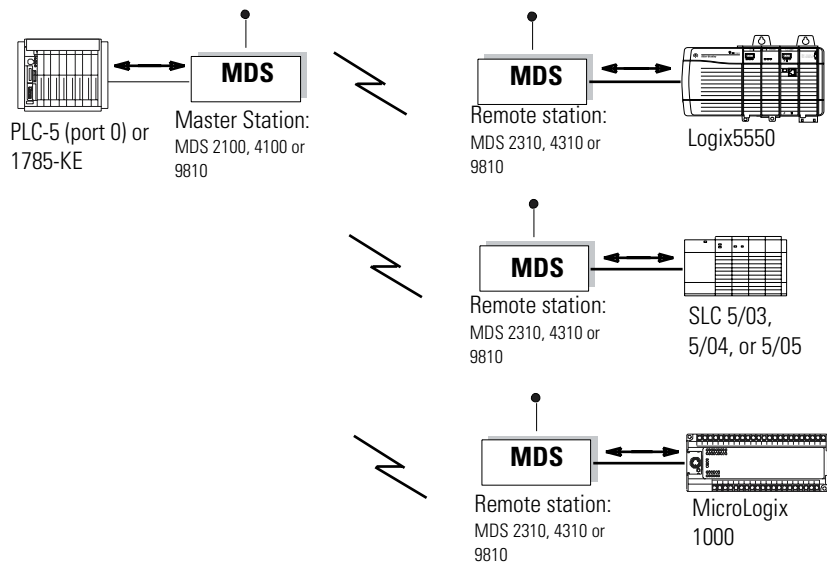 MDS
PLC-5 (port 0) or
1785-KE
Master Station:
MDS 2100, 4100 or
9810
MDS
Remote station:
MDS 2310, 4310 or
9810
Logix5550
MDS
Remote station:
MDS 2310, 4310 or
9810
SLC 5/03,
5/04, or 5/05
MDS
Remote station:
MDS 2310, 4310 or
9810
MicroLogix
1000